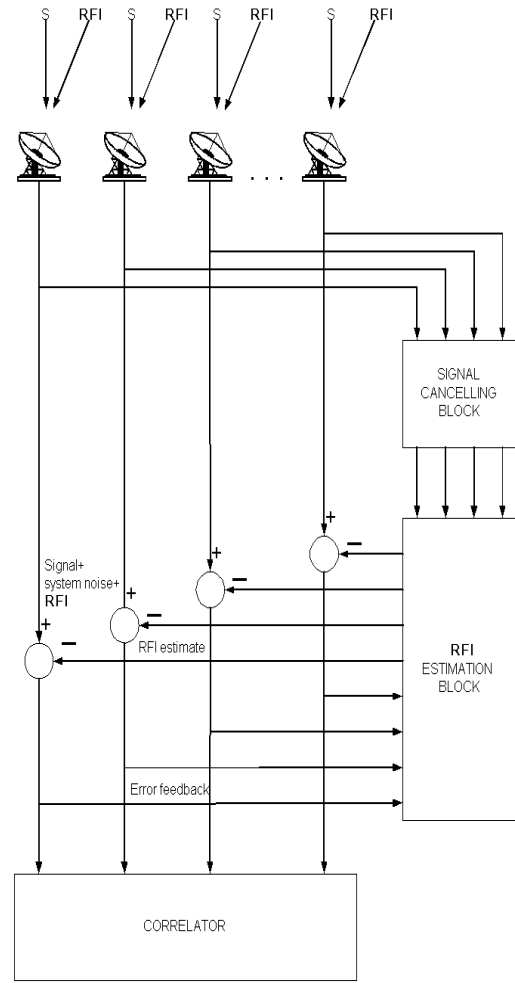 S RFI S RFI S RFI S RFI
. . .
SIGNAL
CANCELLING
BLOCK
+
−
+
−
Signal+
system noise+
RFI
+
−
+
−
RFI estimate
RFI
ESTIMATION
BLOCK
Error feedback
CORRELATOR